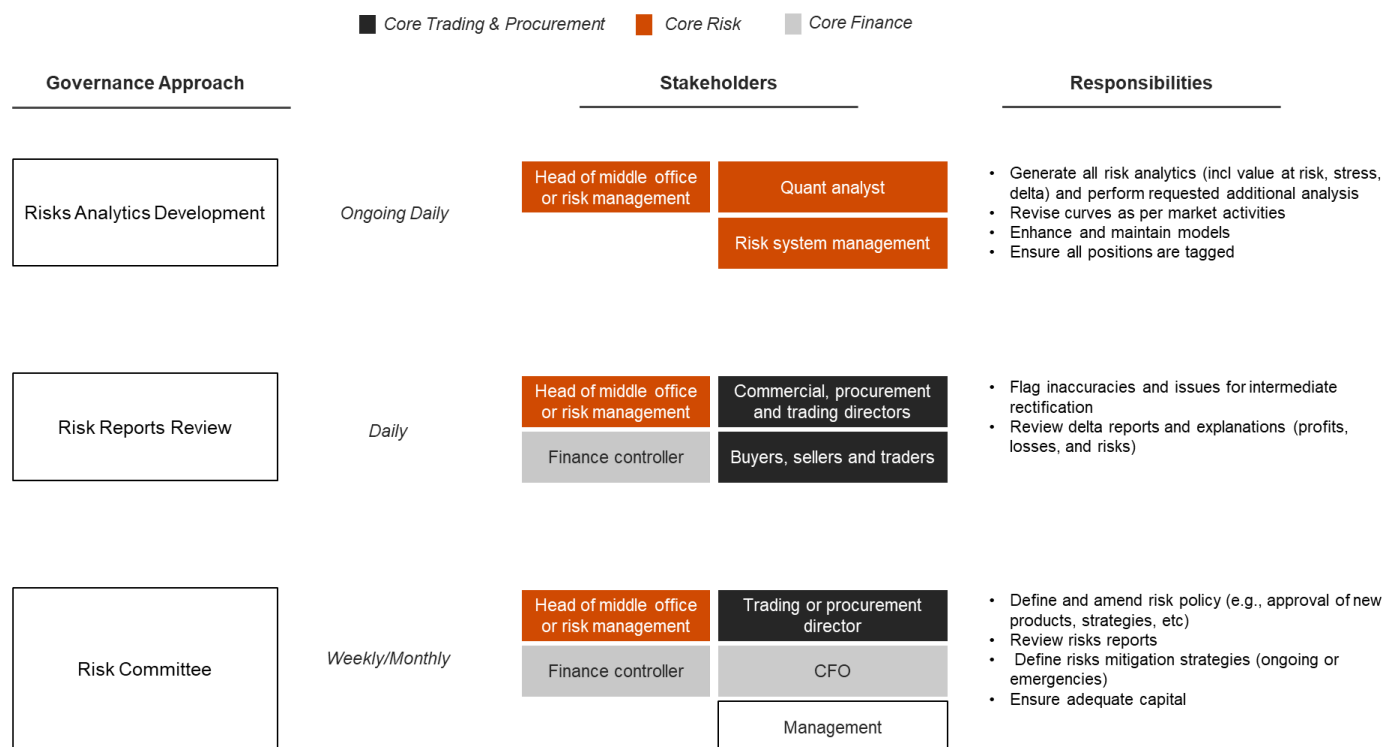 Core Trading & Procurement
Core Risk
Core Finance
Governance Approach
Stakeholders
Responsibilities
Risks Analytics Development
Ongoing Daily
Head of middle office
or risk management
Quant analyst
Risk system management
• Generate all risk analytics (incl value at risk, stress,
delta) and perform requested additional analysis
• Revise curves as per market activities
• Enhance and maintain models
• Ensure all positions are tagged
Risk Reports Review
Daily
Head of middle office
or risk management
Commercial, procurement
and trading directors
Finance controller
Buyers, sellers and traders
• Flag inaccuracies and issues for intermediate
rectification
• Review delta reports and explanations (profits,
losses, and risks)
Risk Committee
Weekly/Monthly
Head of middle office
or risk management
Trading or procurement
director
Finance controller
CFO
Management
• Define and amend risk policy (e.g., approval of new
products, strategies, etc)
• Review risks reports
• Define risks mitigation strategies (ongoing or
emergencies)
• Ensure adequate capital